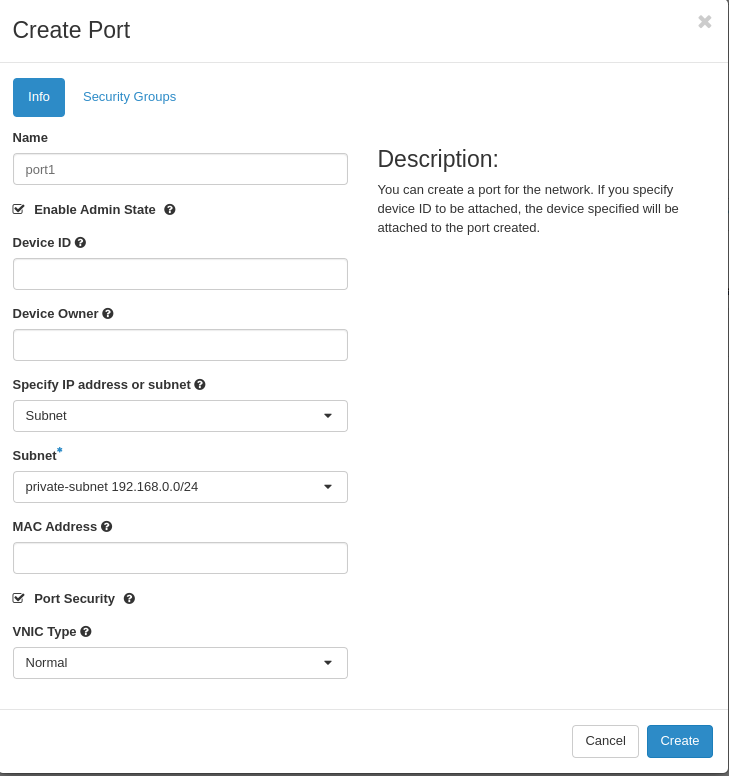 Create Port
Info
Security Groups
Name
port1
Enable Admin State
Device ID
Device Owner
Specify IP address or subnet
Subnet
Subnet*
private-subnet 192.168.0.0/24
MAC Address
Port Security
VNIC Type
Normal
Description:
You can create a port for the network. If you specify
device ID to be attached, the device specified will be
attached to the port created.
Cancel
Create